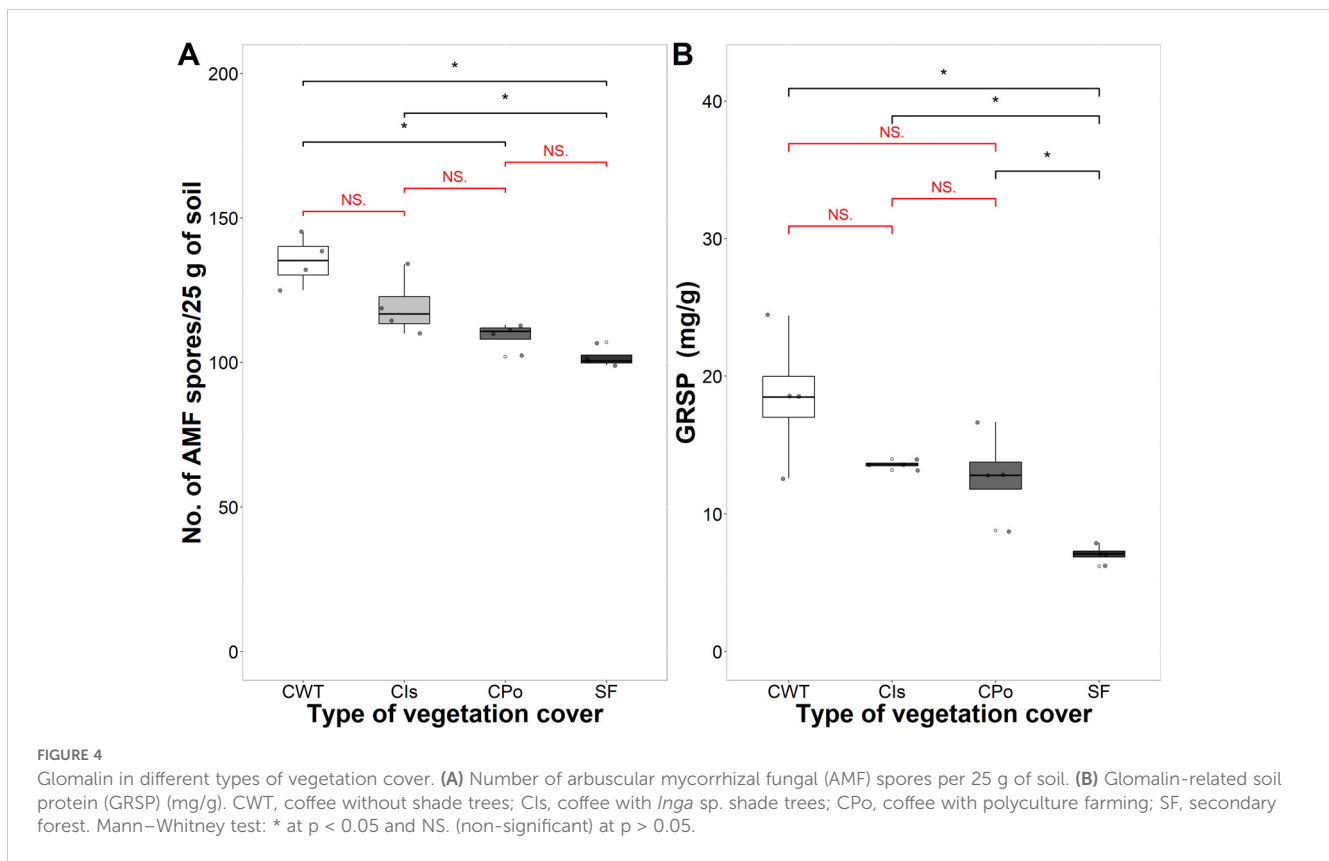 A
No. of AMF spores/25 g of soil
200
150
100
50
0
*
*
*
NS.
NS.
NS.
CWT CIs CPo SF
Type of vegetation cover
B
GRSP (mg/g)
40
30
20
10
0
*
*
NS.
*
NS.
NS.
CWT CIs CPo SF
Type of vegetation cover
FIGURE 4
Glomalin in different types of vegetation cover. (A) Number of arbuscular mycorrhizal fungal (AMF) spores per 25 g of soil. (B) Glomalin-related soil
protein (GRSP) (mg/g). CWT, coffee without shade trees; CIs, coffee with Inga sp. shade trees; CPo, coffee with polyculture farming; SF, secondary
forest. Mann–Whitney test: * at p < 0.05 and NS. (non-significant) at p > 0.05.